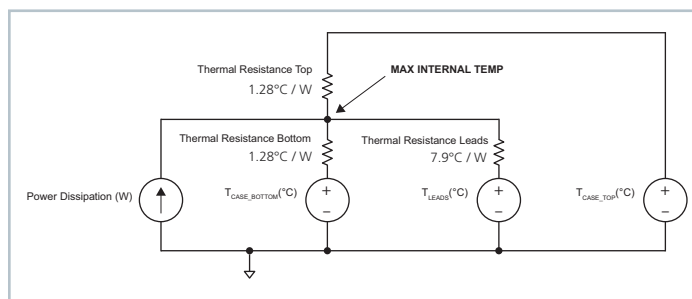 Thermal Resistance Top
1.28°C / W
MAX INTERNAL TEMP
Thermal Resistance Bottom
1.28°C / W
Thermal Resistance Leads
7.9°C / W
Power Dissipation (W)
T_CASE_BOTTOM(°C)
+
–
T_LEADS(°C)
+
–
T_CASE_TOP(°C)
+
–